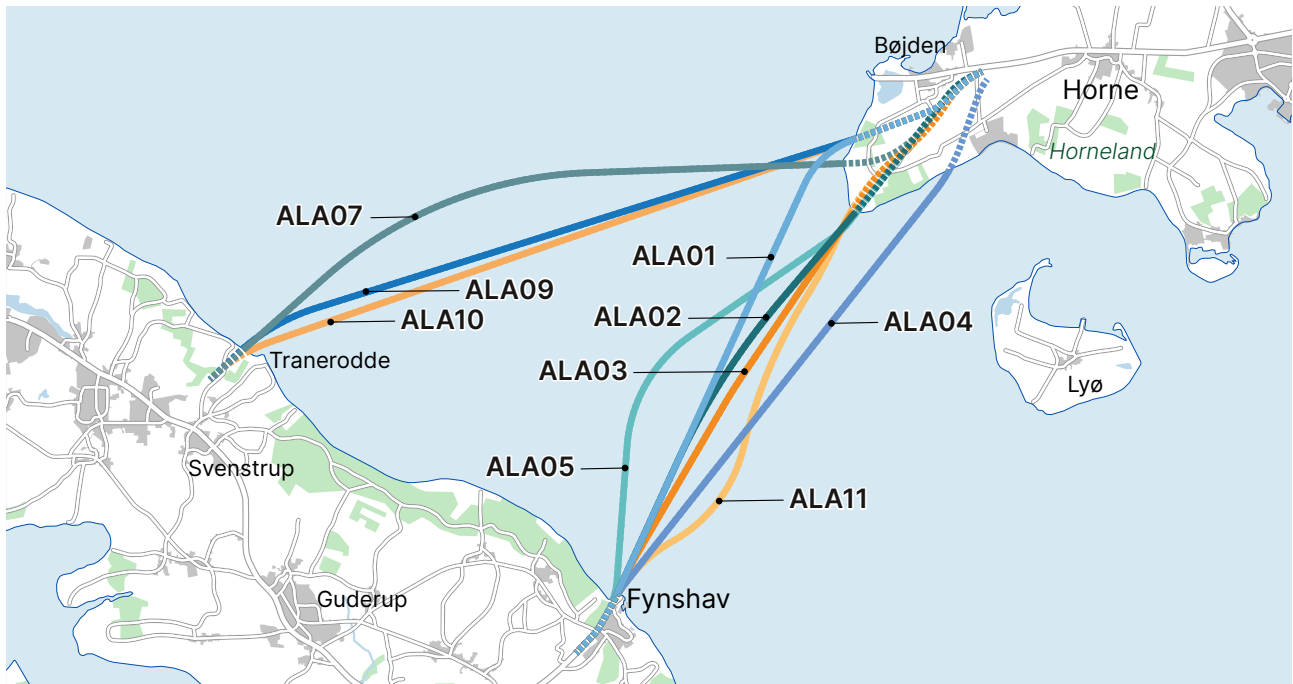 Bøjden
Horne
Horneland
ALA07
ALA01
ALA09
ALA02
ALA10
ALA04
Tranerodde
ALA03
Lyø
Svenstrup
ALA05
ALA11
Guderup
Fynshav